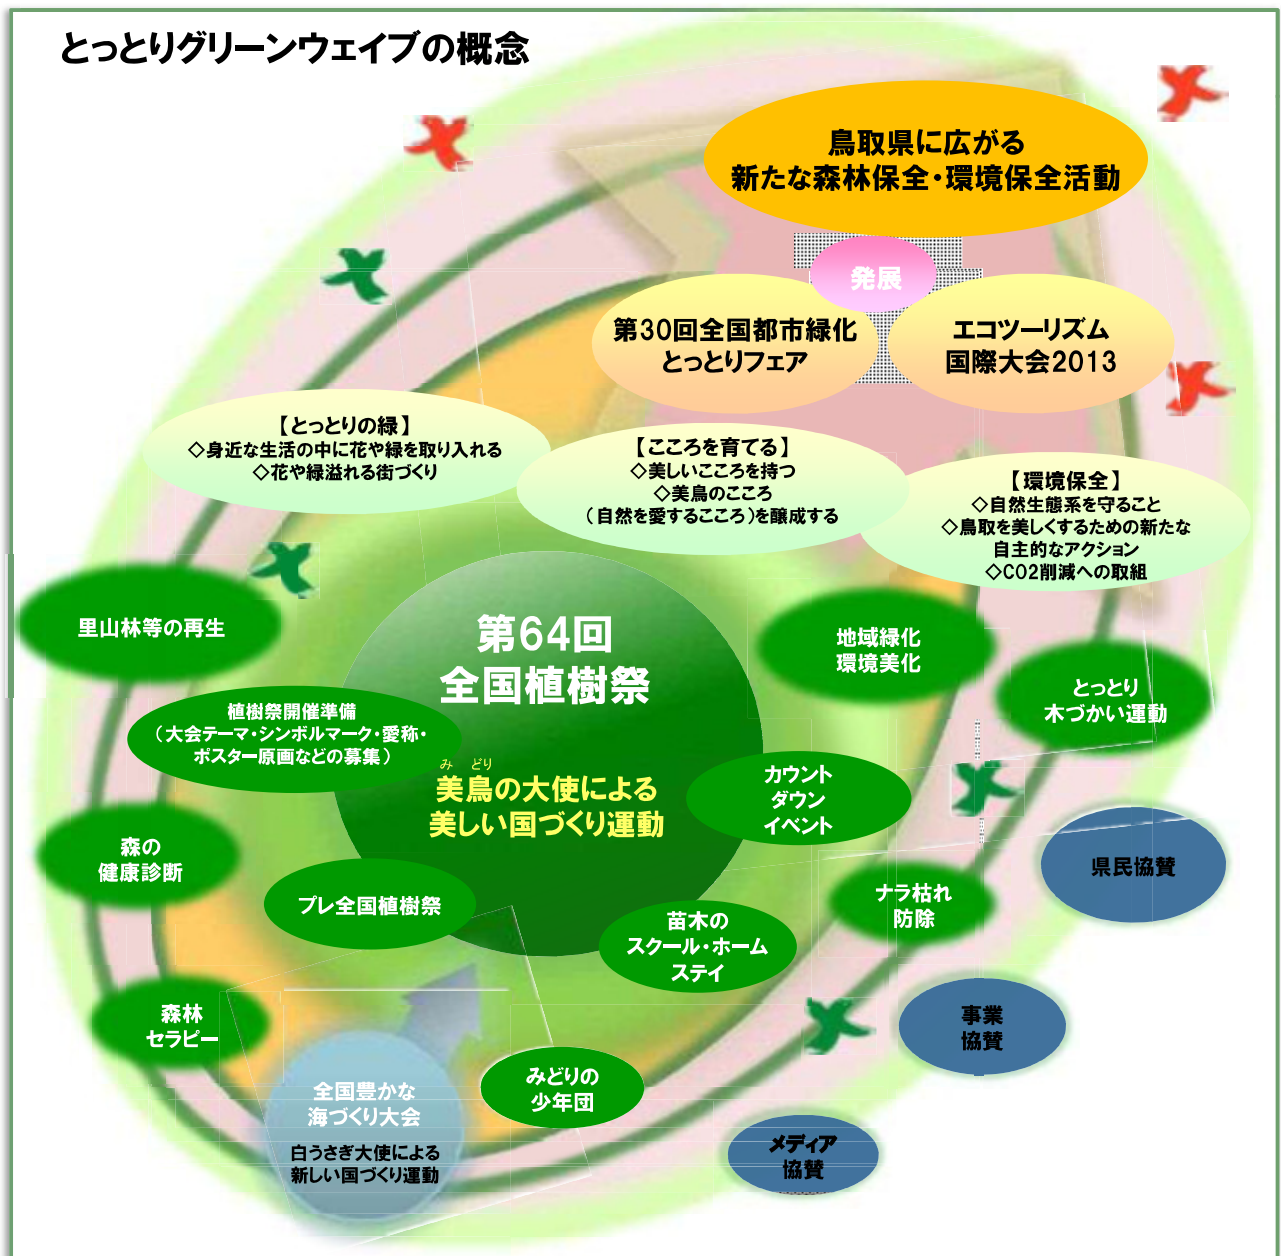 とっとりグリーンウェイブの概念
鳥取県に広がる
新たな森林保全・環境保全活動
発展
第30回全国都市緑化
とっとりフェア
エコツーリズム
国際大会2013
【とっとりの緑】
◇身近な生活の中に花や緑を取り入れる
◇花や緑溢れる街づくり
【こころを育てる】
◇美しいこころを持つ
◇美鳥のこころ
（自然を愛するこころ）を醸成する
【環境保全】
◇自然生態系を守ること
◇鳥取を美しくするための新たな
自主的なアクション
◇CO2削減への取組
里山林等の再生
第64回
全国植樹祭
地域緑化
環境美化
とっとり
木づかい運動
植樹祭開催準備
（大会テーマ・シンボルマーク・愛称・
ポスター原画などの募集）
み どり
美鳥の大使による
美しい国づくり運動
カウント
ダウン
イベント
森の
健康診断
県民協賛
プレ全国植樹祭
ナラ枯れ
防除
苗木の
スクール・ホーム
ステイ
森林
セラピー
事業
協賛
みどりの
少年団
全国豊かな
海づくり大会
白うさぎ大使による
新しい国づくり運動
メディア
協賛